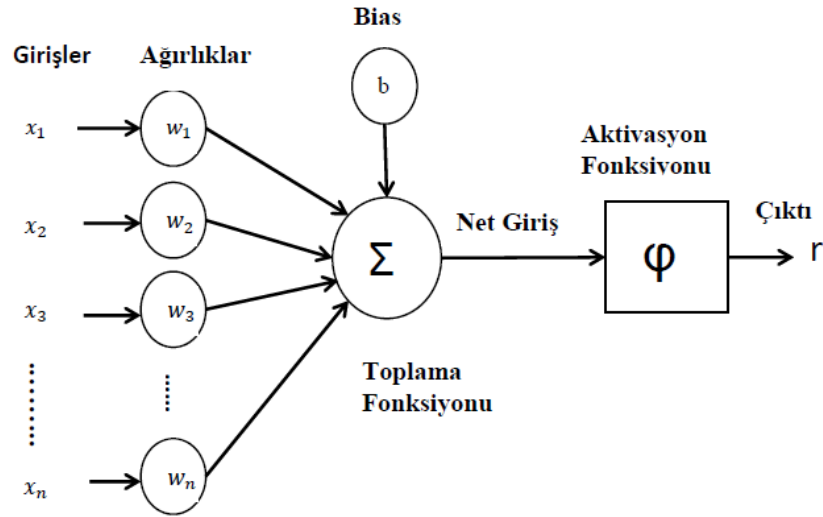 Bias
Girişler Ağırlıklar
b
x₁ w₁
Aktivasyon
Fonksiyonu
x₂ w₂
Net Giriş
Çıktı
Σ
φ
r
x₃ w₃
Toplama
Fonksiyonu
xₙ wₙ